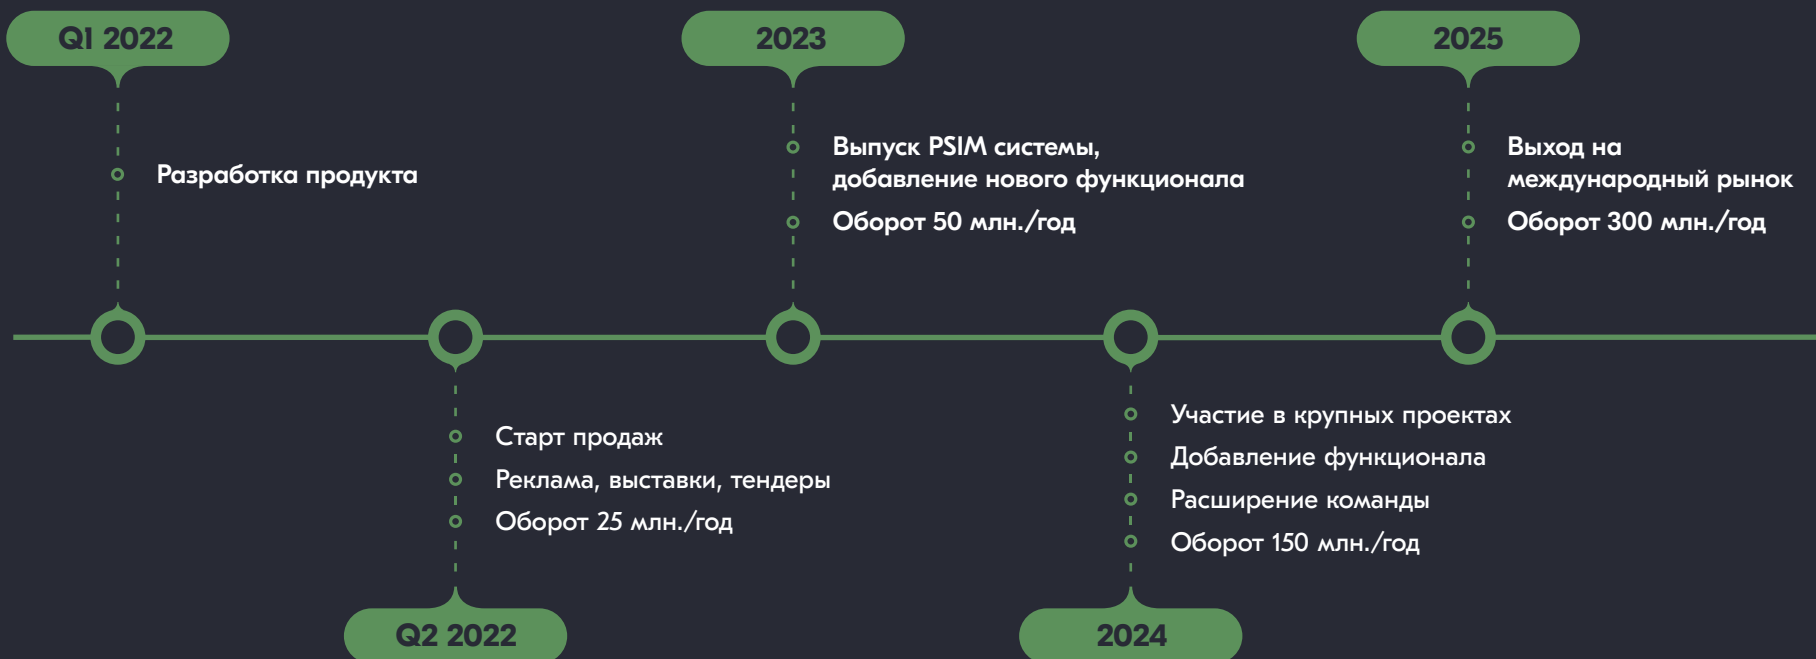 Q1 2022
Разработка продукта
Q2 2022
Старт продаж
Реклама, выставки, тендеры
Оборот 25 млн./год
2023
Выпуск PSIM системы,
добавление нового функционала
Оборот 50 млн./год
2024
Участие в крупных проектах
Добавление функционала
Расширение команды
Оборот 150 млн./год
2025
Выход на
международный рынок
Оборот 300 млн./год